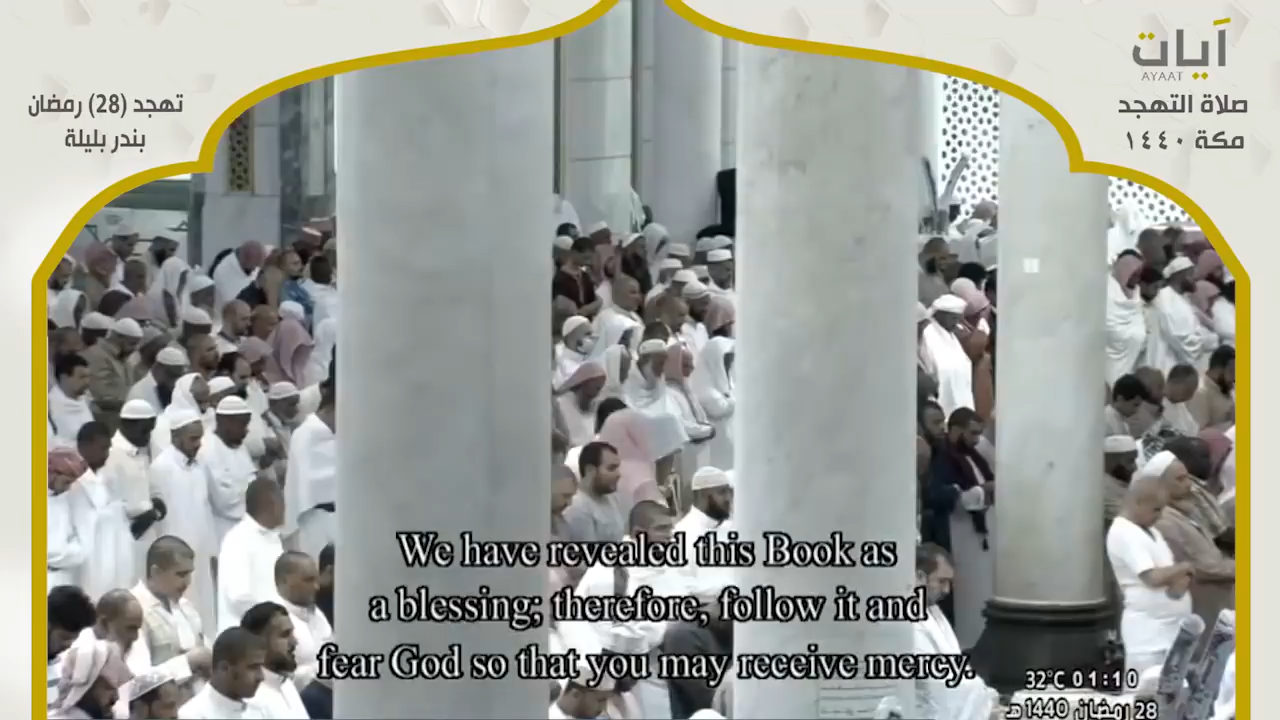 آيات
AYAAT
صلاة التهجد
مكة ١٤٤٠
تهجد (28) رمضان
بندر بليلة
We have revealed this Book as
a blessing; therefore, follow it and
fear God so that you may receive mercy.
32°C 01:10
28 رمضان 1440هـ